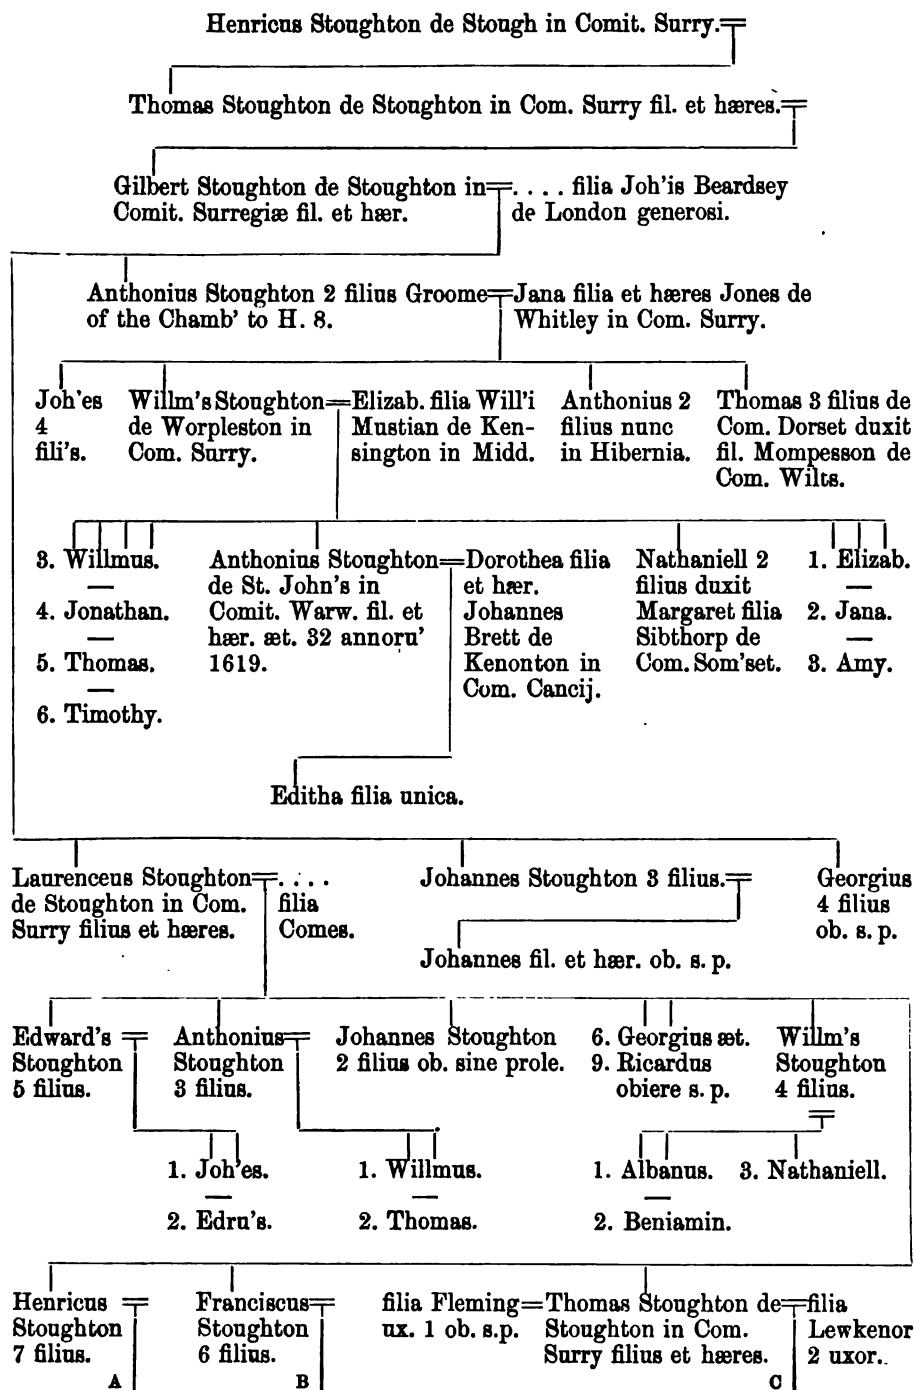 Henricus Stoughton de Stough in Comit. Surry.
Thomas Stoughton de Stoughton in Com. Surry fil. et hæres.
Gilbert Stoughton de Stoughton in
Comit. Surregiæ fil. et hær.
. . . . filia Joh'is Beardsey
de London generosi.
Anthonius Stoughton 2 filius Groome
of the Chamb' to H. 8.
Jana filia et hæres Jones de
Whitley in Com. Surry.
Joh'es
4
fili's.
Willm's Stoughton
de Worpleston in
Com. Surry.
Elizab. filia Will'i
Mustian de Ken-
sington in Midd.
Anthonius 2
filius nunc
in Hibernia.
Thomas 3 filius de
Com. Dorset duxit
fil. Mompesson de
Com. Wilts.
3. Willmus.
4. Jonathan.
5. Thomas.
6. Timothy.
Anthonius Stoughton
de St. John's in
Comit. Warw. fil. et
hær. æt. 32 annoru'
1619.
Dorothea filia
et hær.
Johannes
Brett de
Kenonton in
Com. Cancij.
Nathaniell 2
filius duxit
Margaret filia
Sibthorp de
Com. Som'set.
1. Elizab.
2. Jana.
3. Amy.
Editha filia unica.
Laurenceus Stoughton
de Stoughton in Com.
Surry filius et hæres.
. . . .
filia
Comes.
Johannes Stoughton 3 filius.
Johannes fil. et hær. ob. s. p.
Georgius
4 filius
ob. s. p.
Edward's
Stoughton
5 filius.
Anthonius
Stoughton
3 filius.
Johannes Stoughton
2 filius ob. sine prole.
6. Georgius æt.
9. Ricardus
obiere s. p.
Willm's
Stoughton
4 filius.
1. Joh'es.
2. Edru's.
1. Willmus.
2. Thomas.
1. Albanus.
2. Beniamin.
3. Nathaniell.
Henricus
Stoughton
7 filius.
A
Franciscus
Stoughton
6 filius.
B
filia Fleming
ux. 1 ob. s.p.
Thomas Stoughton de
Stoughton in Com.
Surry filius et hæres.
C
filia
Lewkenor
2 uxor.